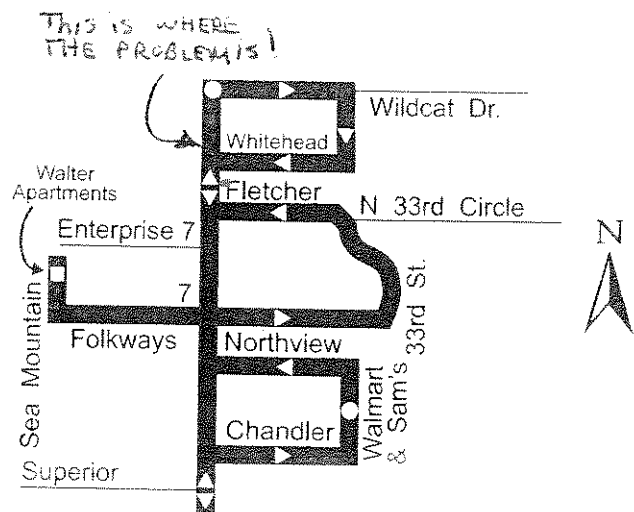 THIS IS WHERE
THE PROBLEM IS!
Wildcat Dr.
Whitehead
Walter
Apartments
Fletcher
N 33rd Circle
Enterprise 7
N
7
Sea Mountain
33rd St.
Folkways
Northview
Walmart
& Sam's
Chandler
Superior